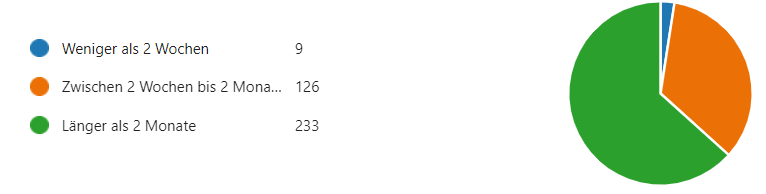 Weniger als 2 Wochen 9
Zwischen 2 Wochen bis 2 Mona... 126
Länger als 2 Monate 233